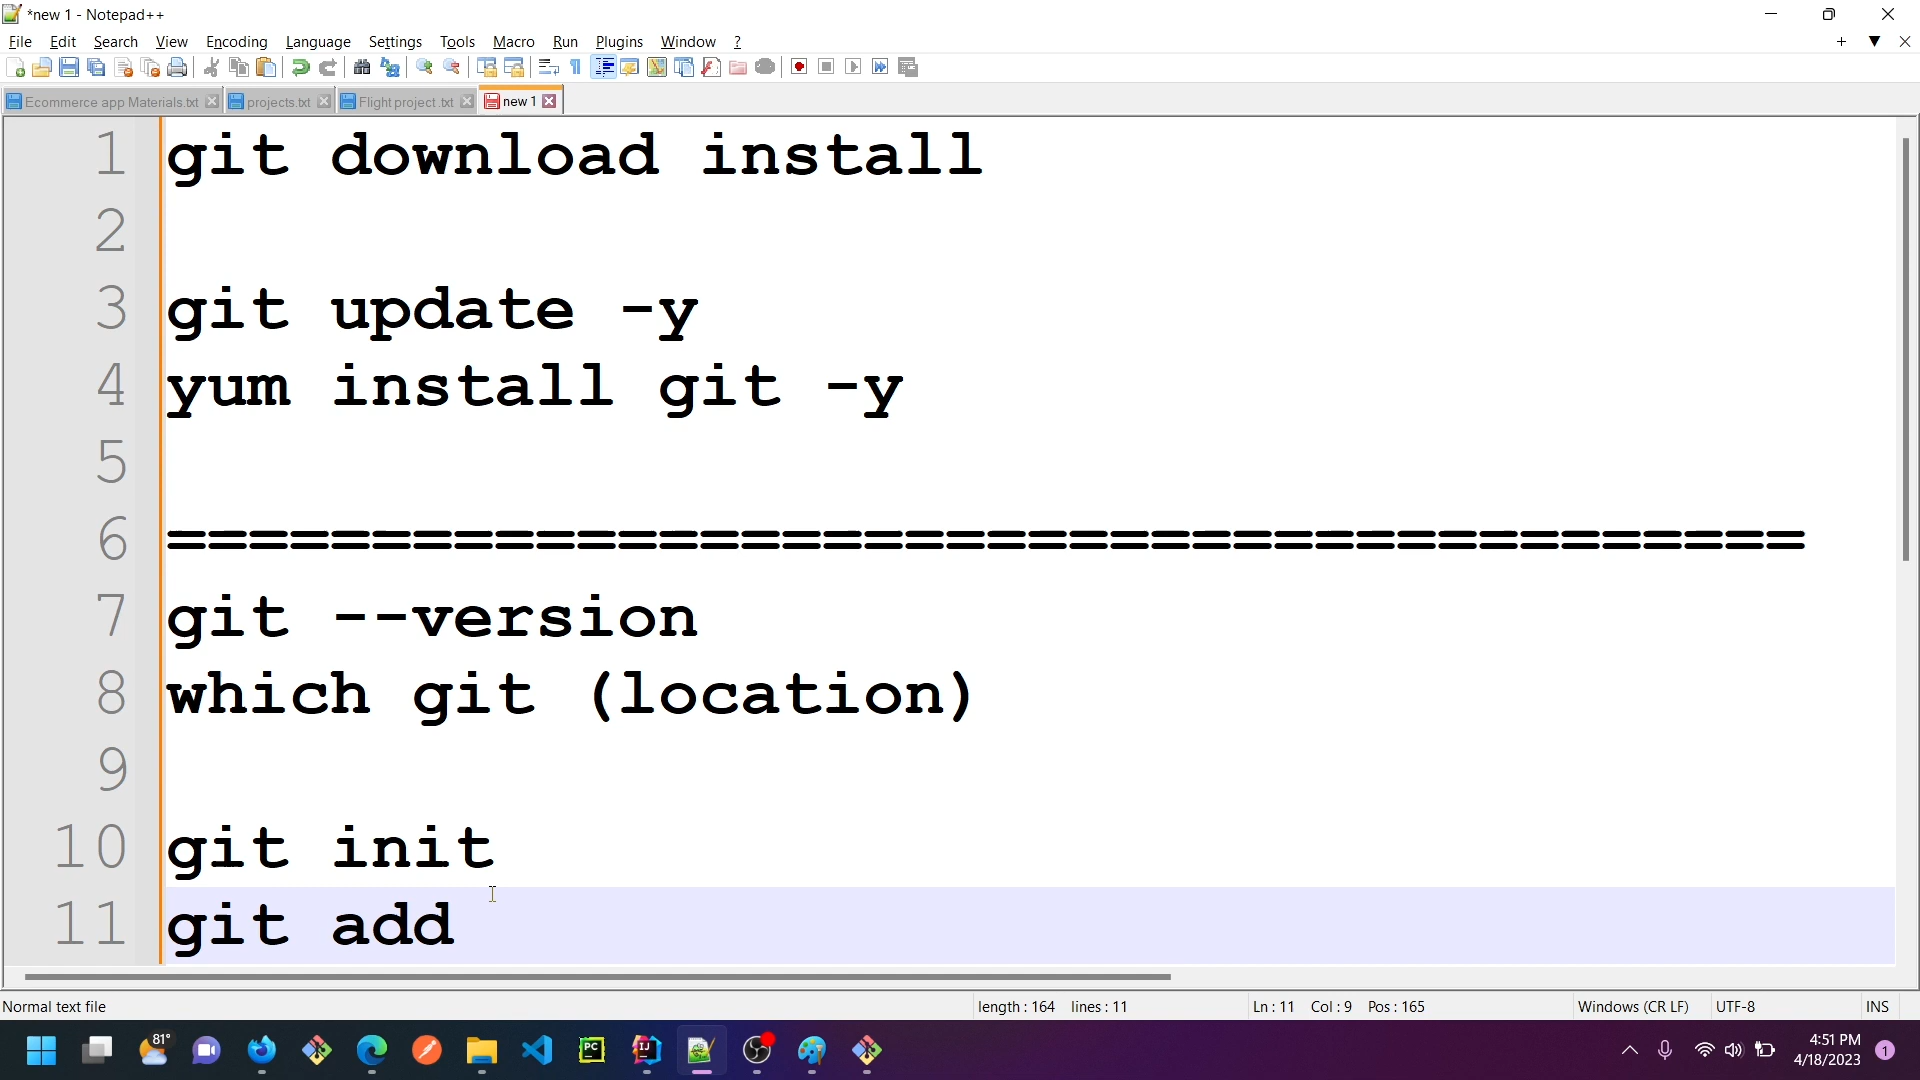 *new 1 - Notepad++
File Edit Search View Encoding Language Settings Tools Macro Run Plugins Window ?
Ecommerce app Materials.txt projects.txt Flight project .txt new 1
1 git download install
2
3 git update -y
4 yum install git -y
5
6 ========================================
7 git --version
8 which git (location)
9
10 git init
11 git add
Normal text file length : 164 lines : 11 Ln : 11 Col : 9 Pos : 165 Windows (CR LF) UTF-8 INS
81°
PC
IJ
4:51 PM
4/18/2023
1